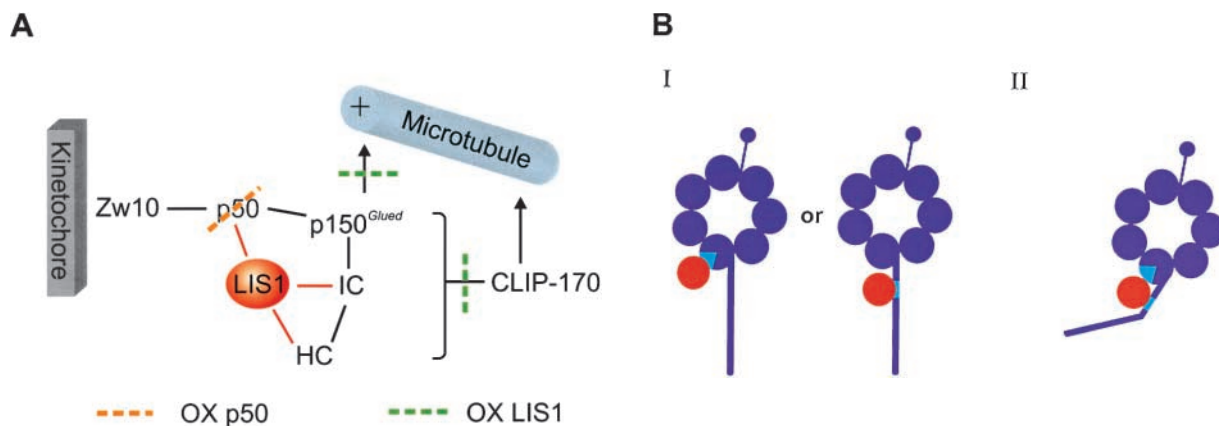 A
B
I
II
Kinetochore
+ Microtubule
Zw10
p50
p150Glued
LIS1
IC
CLIP-170
HC
or
OX p50
OX LIS1